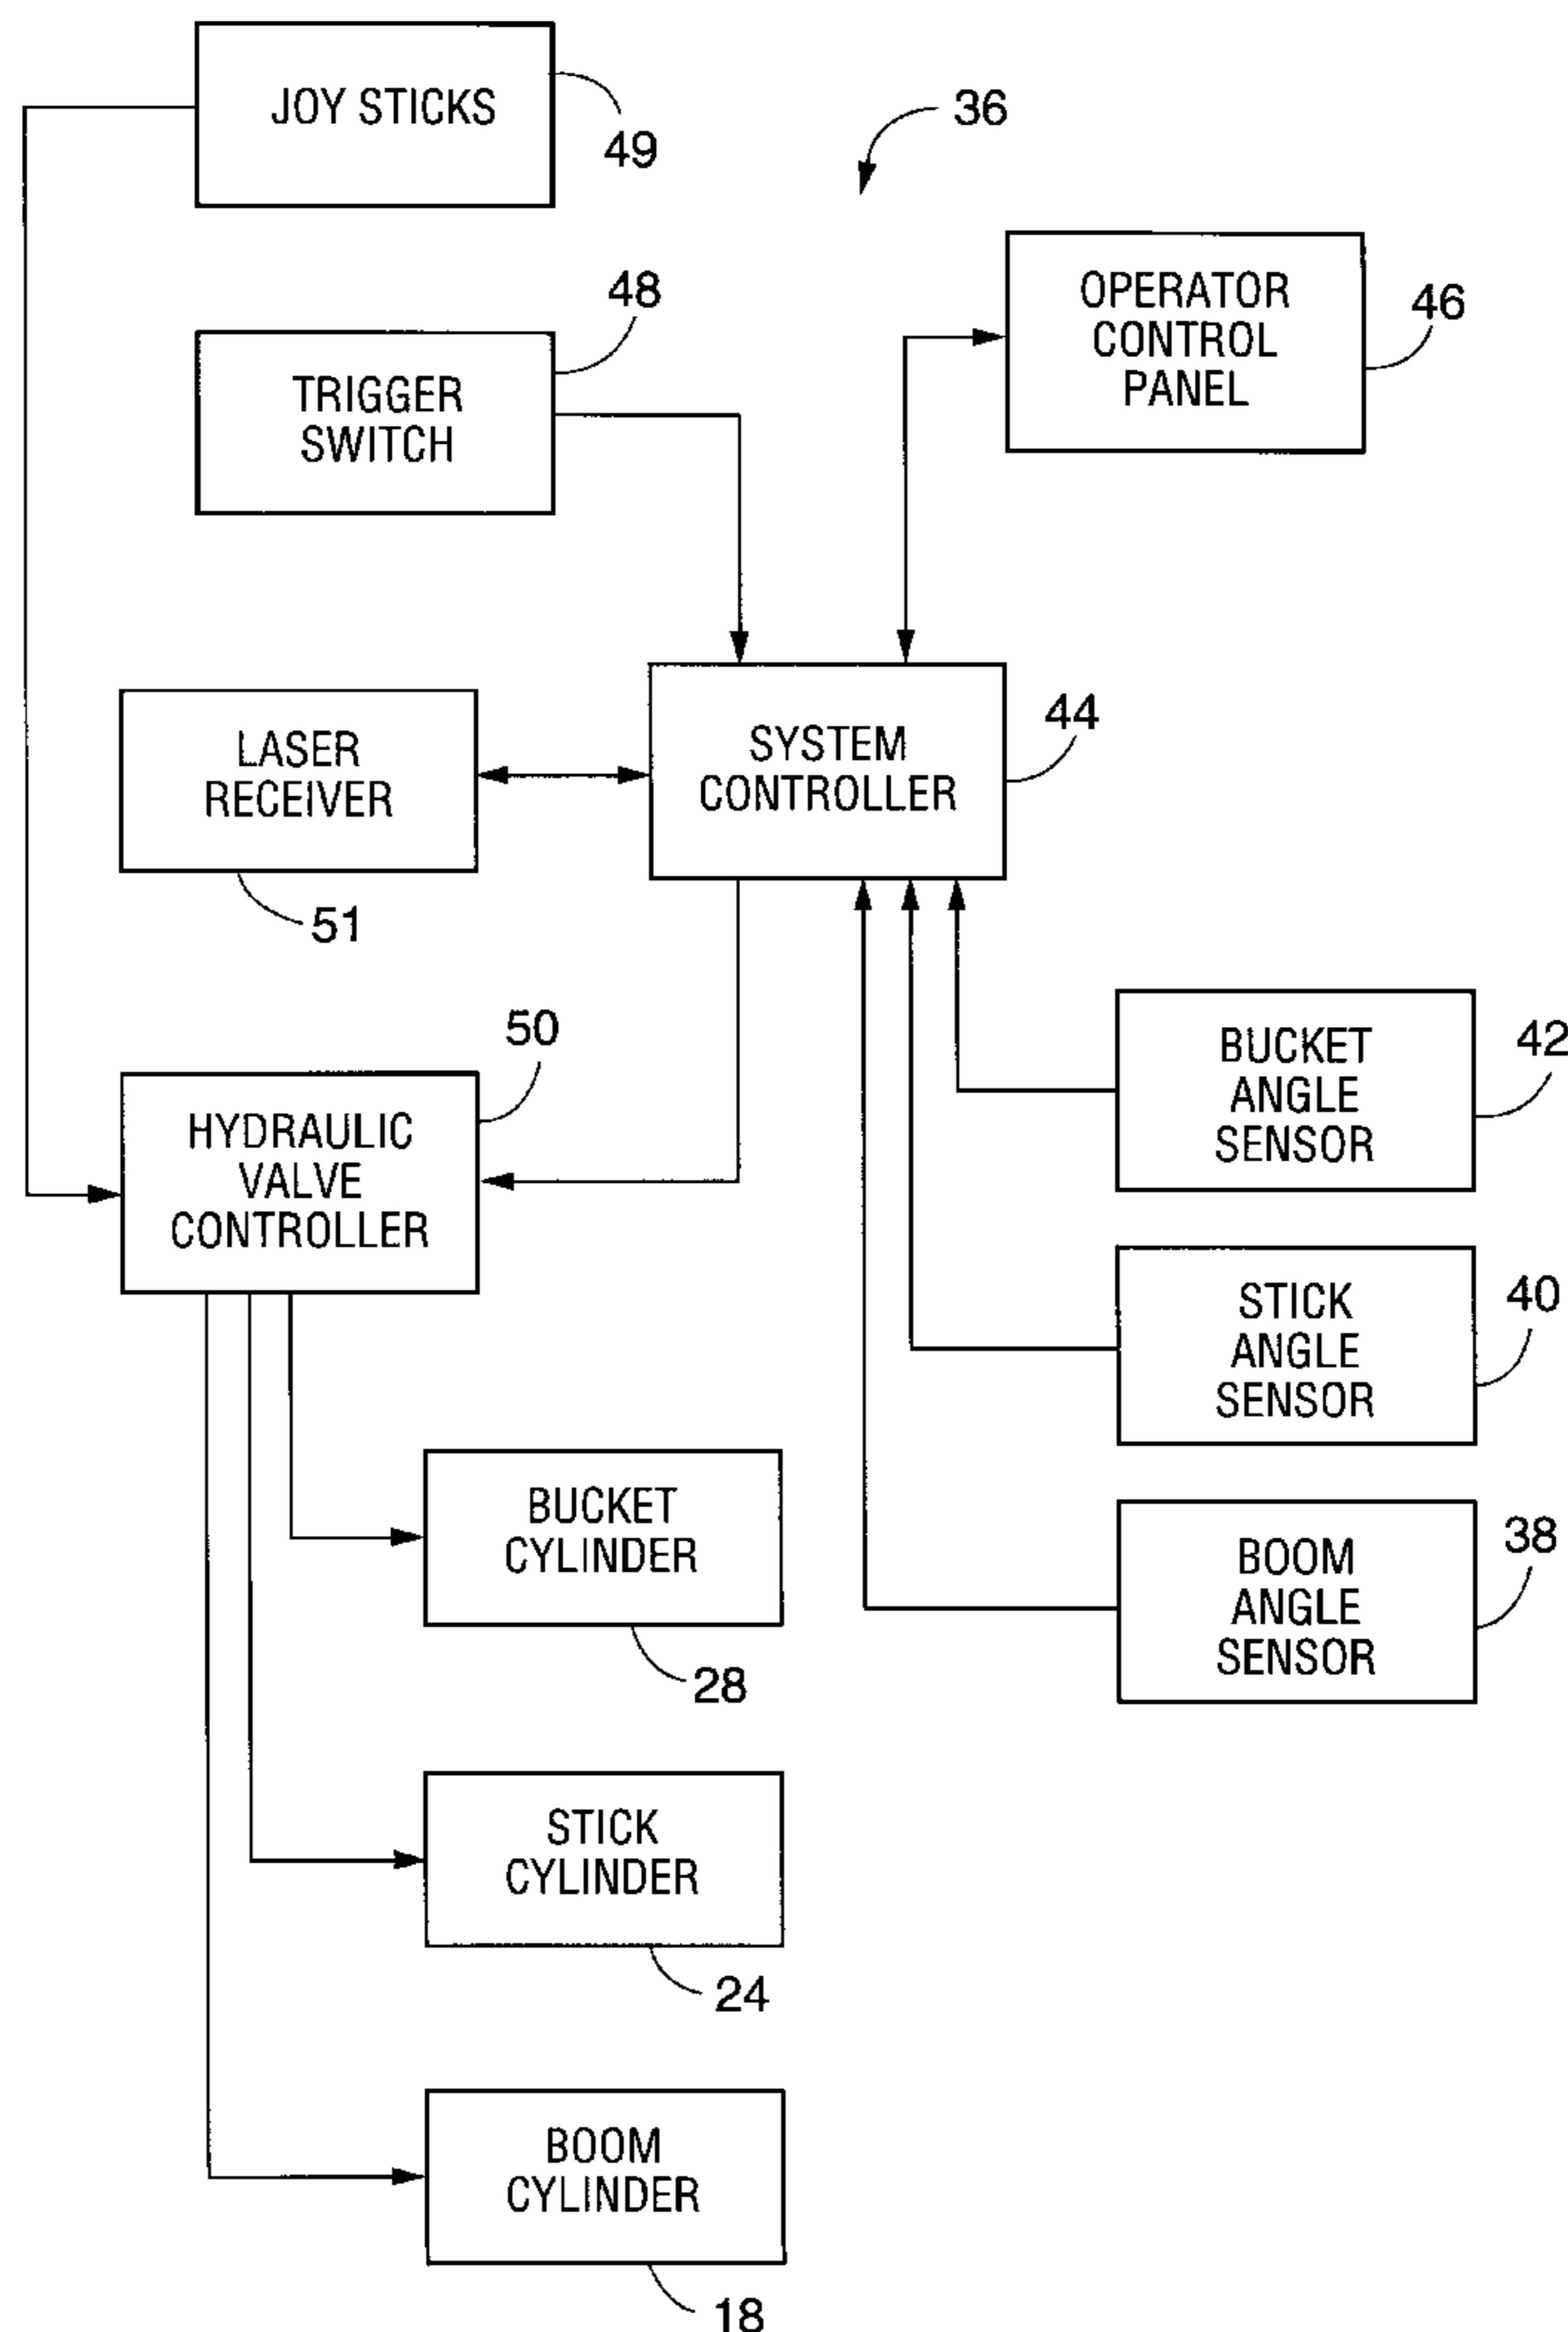 JOY STICKS
49
36
TRIGGER
SWITCH
48
OPERATOR
CONTROL
PANEL
46
LASER
RECEIVER
51
SYSTEM
CONTROLLER
44
HYDRAULIC
VALVE
CONTROLLER
50
BUCKET
ANGLE
SENSOR
42
STICK
ANGLE
SENSOR
40
BOOM
ANGLE
SENSOR
38
BUCKET
CYLINDER
28
STICK
CYLINDER
24
BOOM
CYLINDER
18